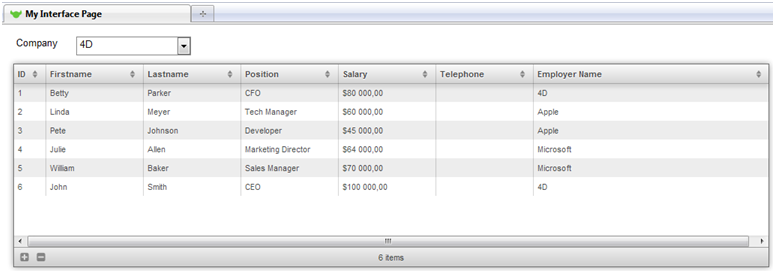 My Interface Page
Company 4D
ID Firstname Lastname Position Salary Telephone Employer Name
1 Betty Parker CFO $80 000,00 4D
2 Linda Meyer Tech Manager $60 000,00 Apple
3 Pete Johnson Developer $45 000,00 Apple
4 Julie Allen Marketing Director $64 000,00 Microsoft
5 William Baker Sales Manager $70 000,00 Microsoft
6 John Smith CEO $100 000,00 4D
6 items